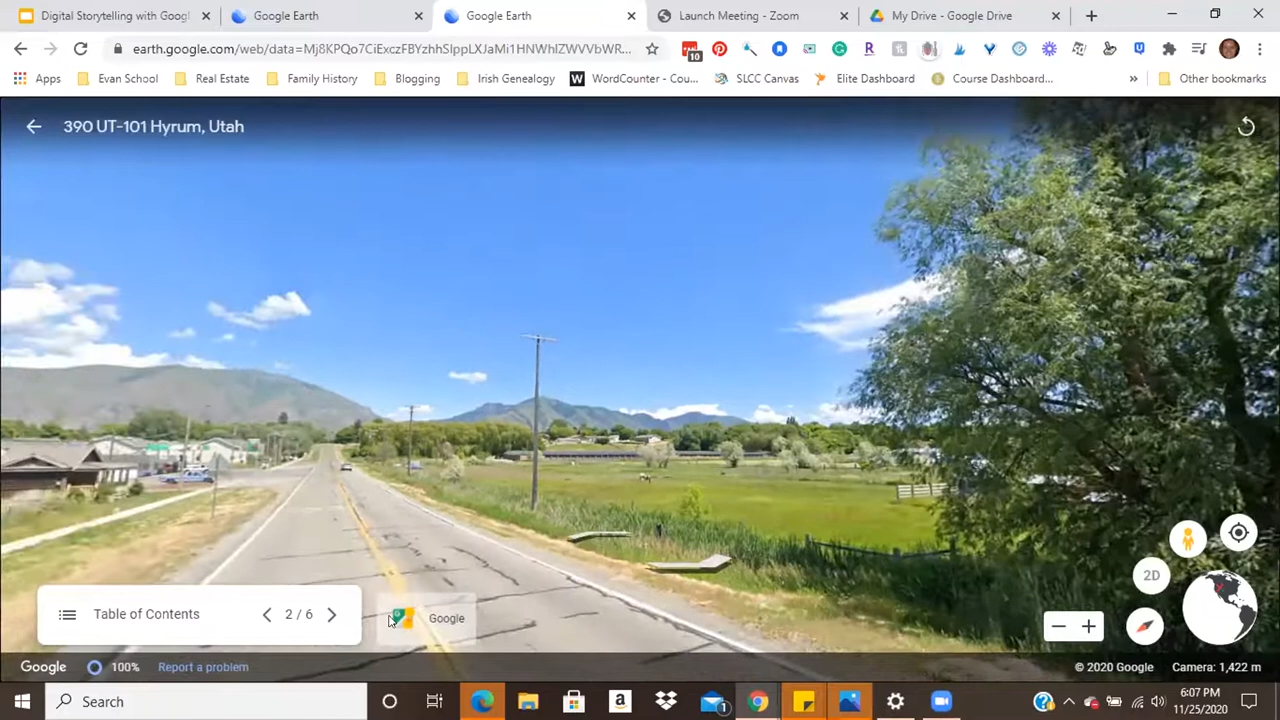 Digital Storytelling with Googl
Google Earth
Google Earth
Launch Meeting - Zoom
My Drive - Google Drive
earth.google.com/web/data=Mj8KPQo7CiExczFBYzhhSlppLXJaMi1HNWhlZWVVbWR...
10
Apps
Evan School
Real Estate
Family History
Blogging
Irish Genealogy
W
WordCounter - Cou...
SLCC Canvas
Elite Dashboard
Course Dashboard...
Other bookmarks
390 UT-101 Hyrum, Utah
2D
Table of Contents
2 / 6
Google
Google
100%
Report a problem
© 2020 Google
Camera: 1,422 m
Search
1
6:07 PM
11/25/2020